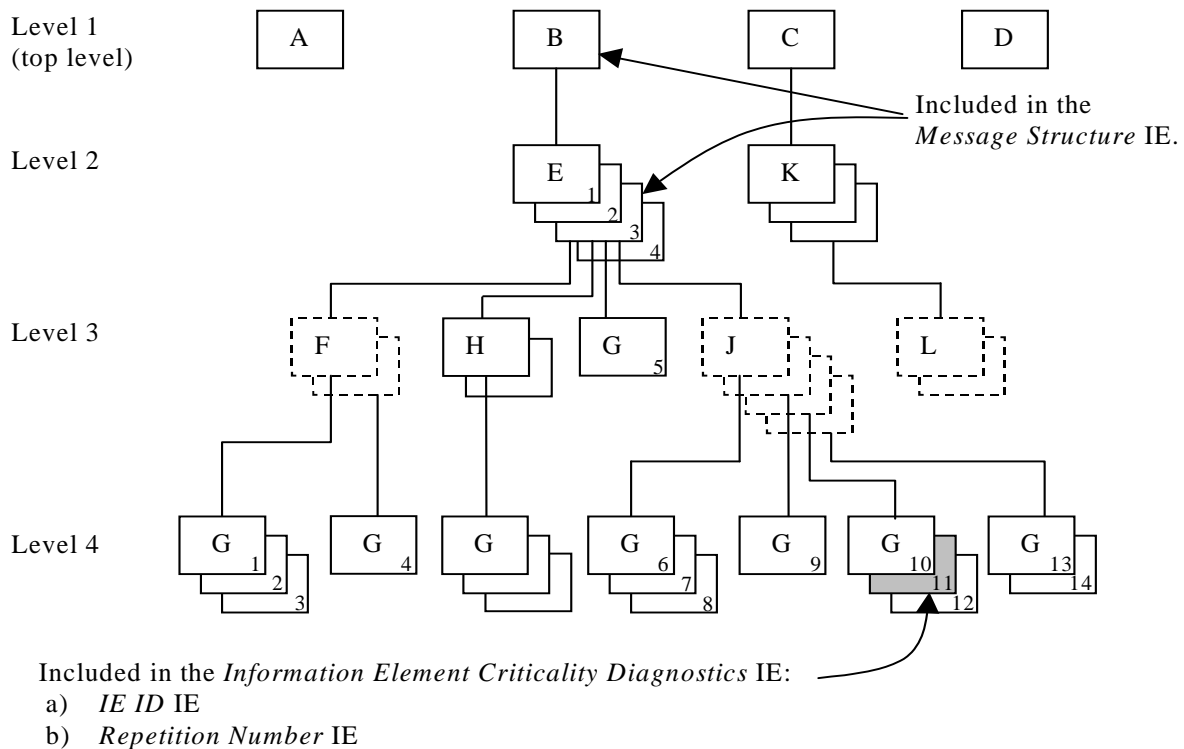 Level 1
(top level)
A
B
C
D
Included in the
Message Structure IE.
Level 2
E
1
2
3
4
K
Level 3
F
H
G
5
J
L
Level 4
G
1
2
3
G
4
G
G
6
7
8
G
9
G
10
11
12
G
13
14
Included in the Information Element Criticality Diagnostics IE:
a) IE ID IE
b) Repetition Number IE